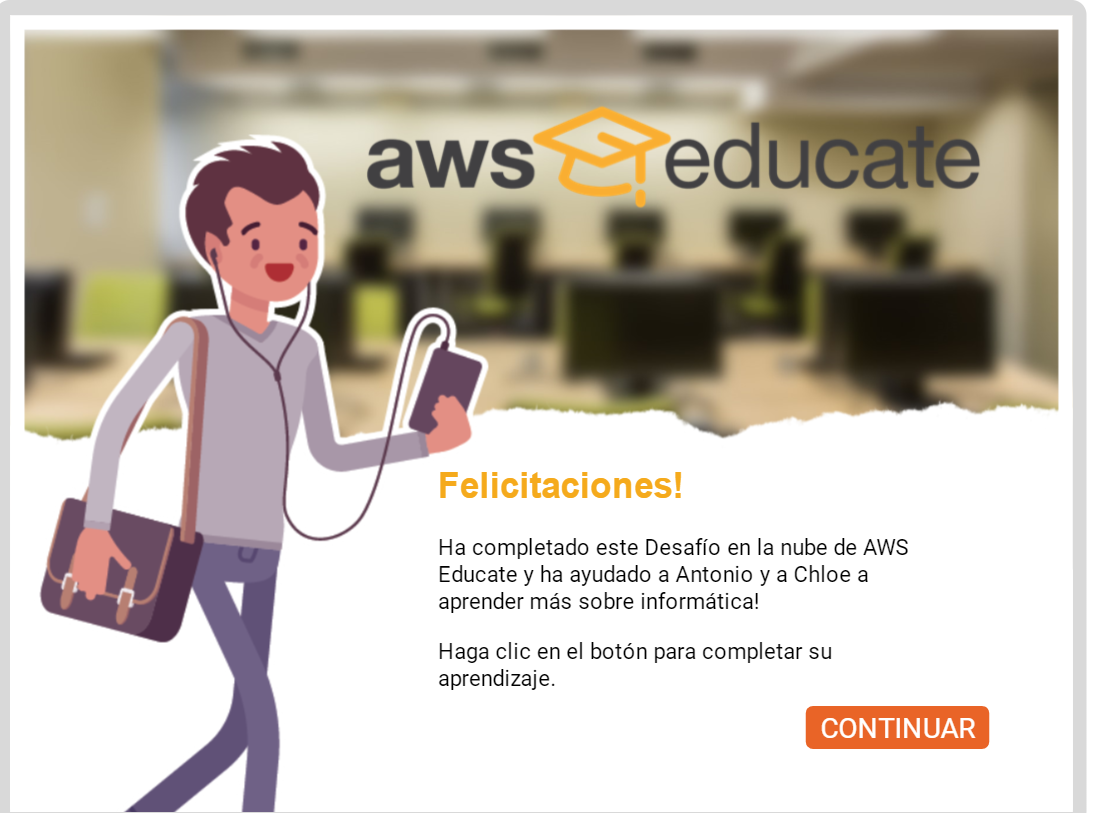 aws educate
Felicitaciones!
Ha completado este Desafío en la nube de AWS
Educate y ha ayudado a Antonio y a Chloe a
aprender más sobre informática!
Haga clic en el botón para completar su
aprendizaje.
CONTINUAR